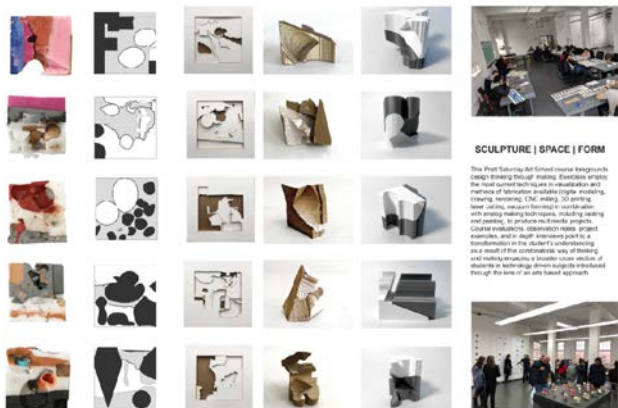 SCULPTURE | SPACE | FORM
This Pratt Saturday Art School course foregrounds
design thinking through making. Exercises employ
the most current techniques in visualization and
methods of fabrication available (digital modeling,
drawing, rendering, CNC milling, 3D printing,
laser cutting, vacuum forming) in combination
with analog making techniques, including casting
and painting, to produce multimedia projects.
Course evaluations, observation notes, project
examples, and in depth interviews point to a
transformation in the student's understanding
as a result of the combinatorial way of thinking
and making engaging a broader cross section of
students in technology driven subjects introduced
through the lens of an arts based approach.